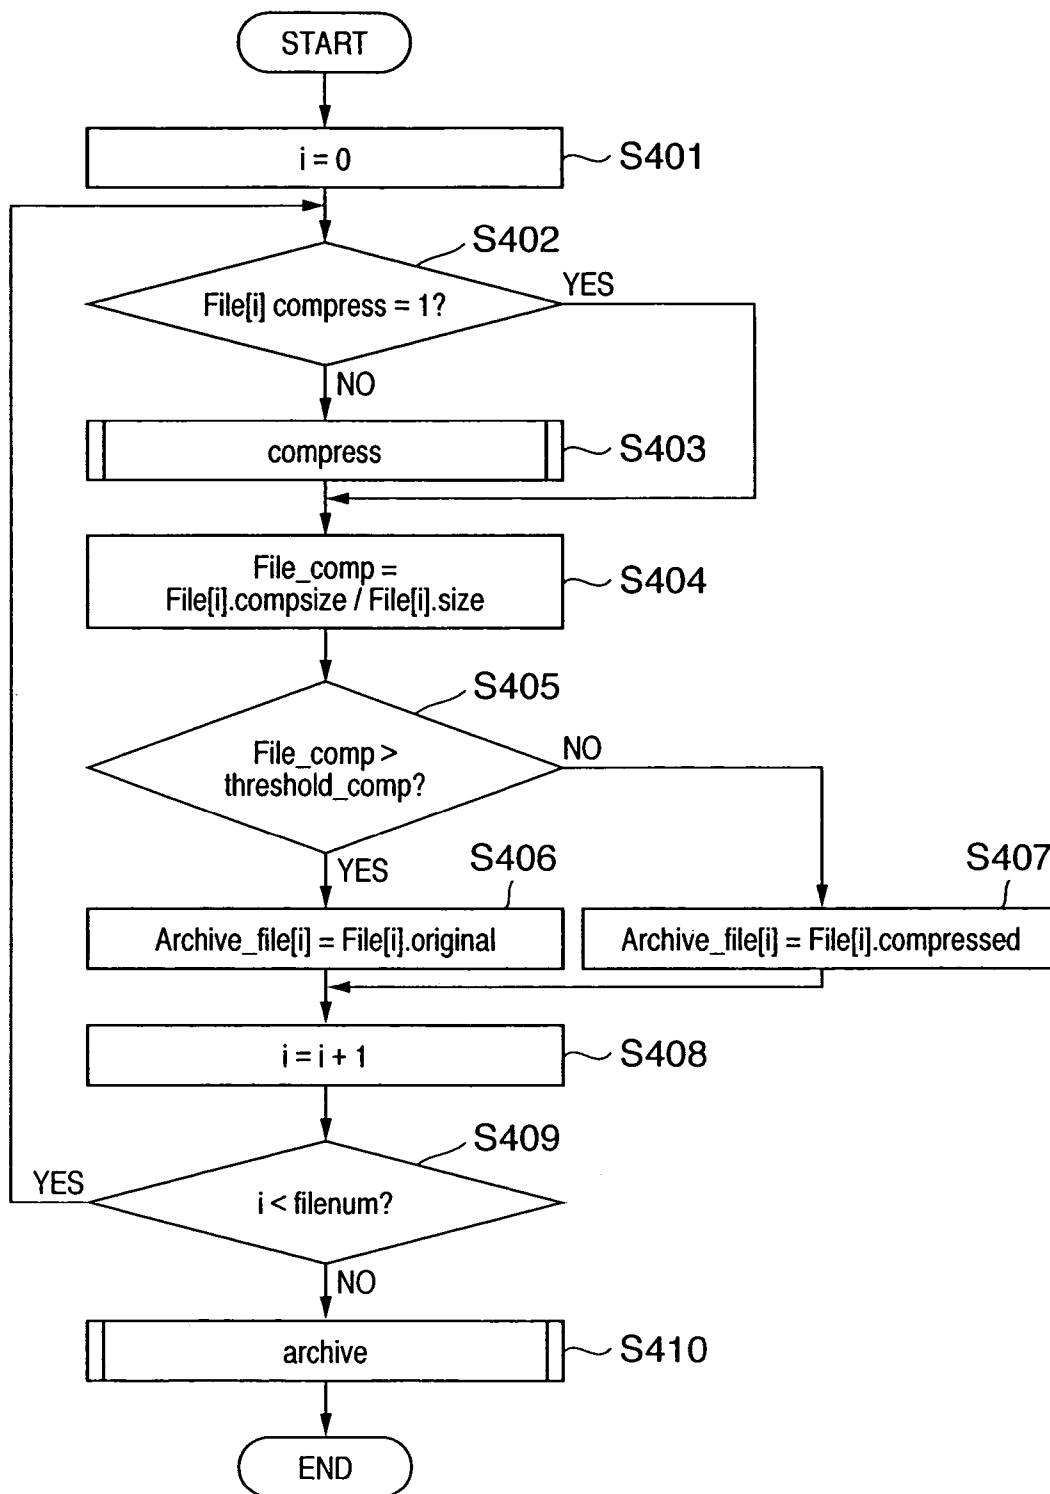 START
i = 0
S401
S402
File[i] compress = 1?
YES
NO
compress
S403
File_comp =
File[i].compsize / File[i].size
S404
S405
File_comp >
threshold_comp?
NO
YES
S406
S407
Archive_file[i] = File[i].original
Archive_file[i] = File[i].compressed
i = i + 1
S408
S409
YES
i < filenum?
NO
archive
S410
END